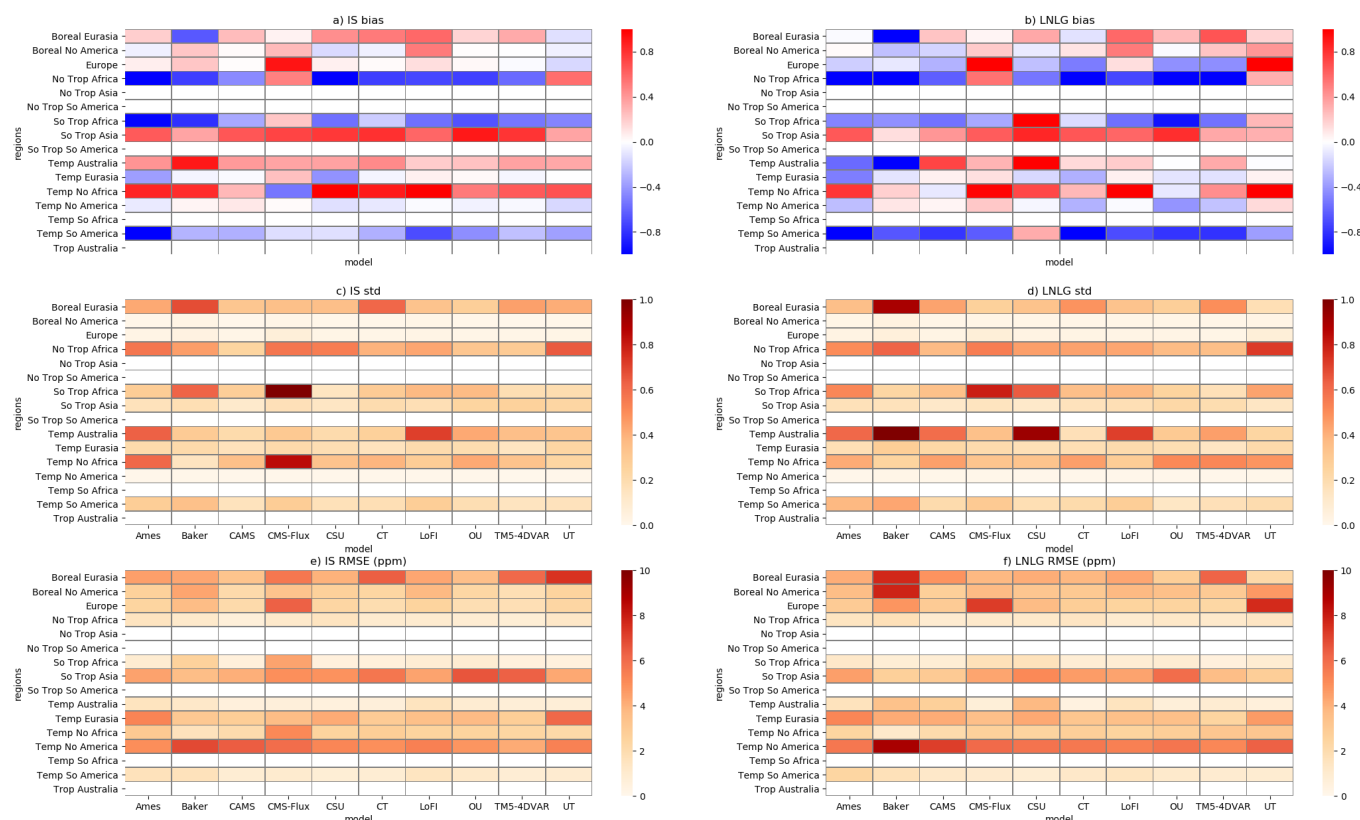 a) IS bias
regions
Boreal Eurasia
Boreal No America
Europe
No Trop Africa
No Trop Asia
No Trop So America
So Trop Africa
So Trop Asia
So Trop So America
Temp Australia
Temp Eurasia
Temp No Africa
Temp No America
Temp So Africa
Temp So America
Trop Australia
model
0.8
0.4
0.0
−0.4
−0.8
b) LNLG bias
regions
Boreal Eurasia
Boreal No America
Europe
No Trop Africa
No Trop Asia
No Trop So America
So Trop Africa
So Trop Asia
So Trop So America
Temp Australia
Temp Eurasia
Temp No Africa
Temp No America
Temp So Africa
Temp So America
Trop Australia
model
0.8
0.4
0.0
−0.4
−0.8
c) IS std
regions
Boreal Eurasia
Boreal No America
Europe
No Trop Africa
No Trop Asia
No Trop So America
So Trop Africa
So Trop Asia
So Trop So America
Temp Australia
Temp Eurasia
Temp No Africa
Temp No America
Temp So Africa
Temp So America
Trop Australia
Ames Baker CAMS CMS-Flux CSU CT LoFI OU TM5-4DVAR UT
model
1.0
0.8
0.6
0.4
0.2
0.0
d) LNLG std
regions
Boreal Eurasia
Boreal No America
Europe
No Trop Africa
No Trop Asia
No Trop So America
So Trop Africa
So Trop Asia
So Trop So America
Temp Australia
Temp Eurasia
Temp No Africa
Temp No America
Temp So Africa
Temp So America
Trop Australia
Ames Baker CAMS CMS-Flux CSU CT LoFI OU TM5-4DVAR UT
model
1.0
0.8
0.6
0.4
0.2
0.0
e) IS RMSE (ppm)
regions
Boreal Eurasia
Boreal No America
Europe
No Trop Africa
No Trop Asia
No Trop So America
So Trop Africa
So Trop Asia
So Trop So America
Temp Australia
Temp Eurasia
Temp No Africa
Temp No America
Temp So Africa
Temp So America
Trop Australia
Ames Baker CAMS CMS-Flux CSU CT LoFI OU TM5-4DVAR UT
model
10
8
6
4
2
0
f) LNLG RMSE (ppm)
regions
Boreal Eurasia
Boreal No America
Europe
No Trop Africa
No Trop Asia
No Trop So America
So Trop Africa
So Trop Asia
So Trop So America
Temp Australia
Temp Eurasia
Temp No Africa
Temp No America
Temp So Africa
Temp So America
Trop Australia
Ames Baker CAMS CMS-Flux CSU CT LoFI OU TM5-4DVAR UT
model
10
8
6
4
2
0